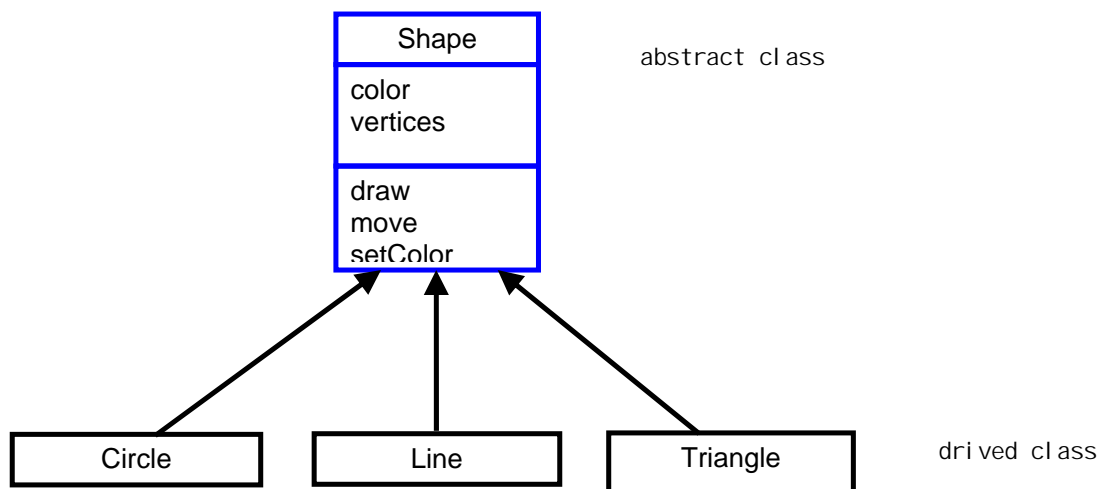 Shape
abstract class
color
vertices
draw
move
setColor
Circle
Line
Triangle
drived class